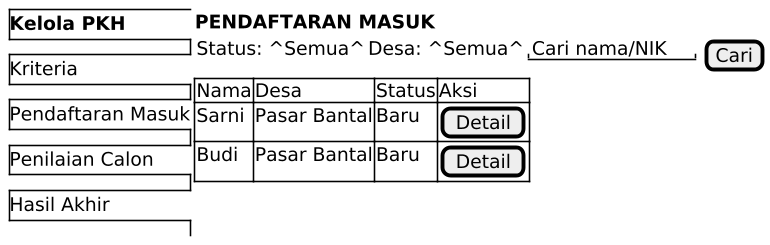 Kelola PKH
Kriteria
Pendaftaran Masuk
Penilaian Calon
Hasil Akhir
PENDAFTARAN MASUK
Status: ^Semua^ Desa: ^Semua^ Cari nama/NIK Cari
Nama Desa Status Aksi
Sarni Pasar Bantal Baru Detail
Budi Pasar Bantal Baru Detail